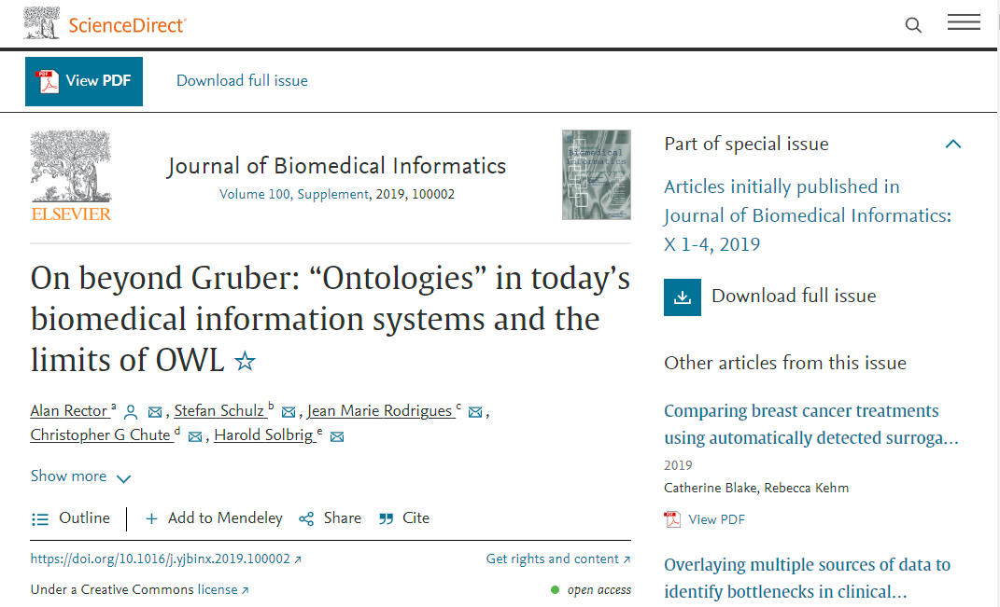 ScienceDirect
View PDF
Download full issue
ELSEVIER
Journal of Biomedical Informatics
Volume 100, Supplement, 2019, 100002
Biomedical
Informatics
On beyond Gruber: “Ontologies” in today’s
biomedical information systems and the
limits of OWL
Alan Rector a, Stefan Schulz b, Jean Marie Rodrigues c,
Christopher G Chute d, Harold Solbrig e
Show more
Outline
Add to Mendeley
Share
Cite
https://doi.org/10.1016/j.yjbinx.2019.100002
Get rights and content
Under a Creative Commons license
open access
Part of special issue
Articles initially published in
Journal of Biomedical Informatics:
X 1-4, 2019
Download full issue
Other articles from this issue
Comparing breast cancer treatments
using automatically detected surroga…
2019
Catherine Blake, Rebecca Kehm
View PDF
Overlaying multiple sources of data to
identify bottlenecks in clinical…